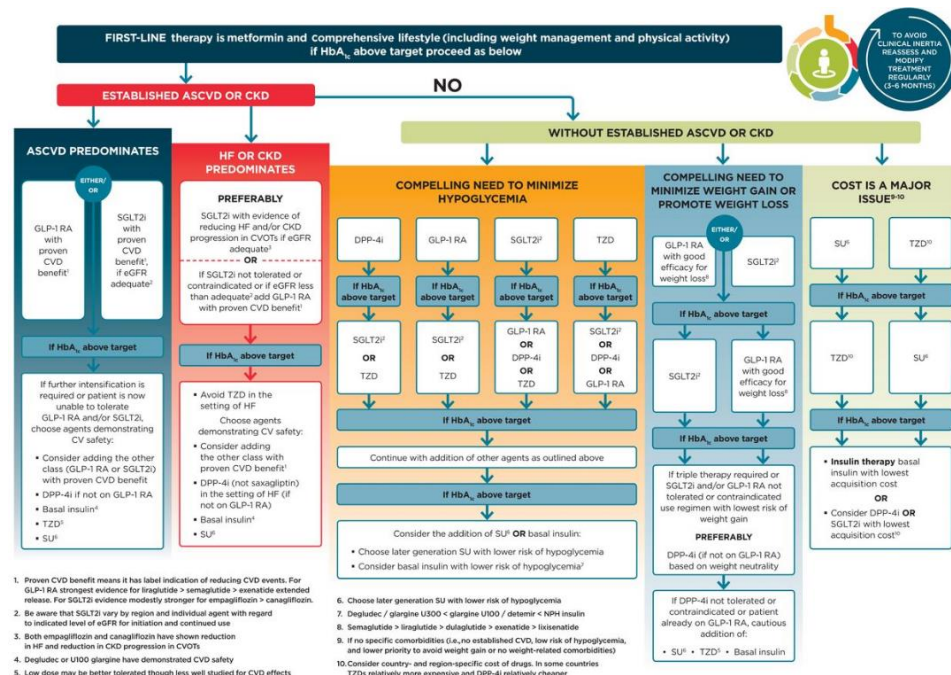 FIRST-LINE therapy is metformin and comprehensive lifestyle (including weight management and physical activity)
if HbA1c above target proceed as below
TO AVOID
CLINICAL INERTIA
REASSESS AND
MODIFY
TREATMENT
REGULARLY
(3–6 MONTHS)
ESTABLISHED ASCVD OR CKD
NO
WITHOUT ESTABLISHED ASCVD OR CKD
ASCVD PREDOMINATES
EITHER/
OR
GLP-1 RA
with
proven
CVD
benefit1
SGLT2i
with
proven
CVD
benefit1,
if eGFR
adequate2
If HbA1c above target
If further intensification is
required or patient is now
unable to tolerate
GLP-1 RA and/or SGLT2i,
choose agents demonstrating
CV safety:
• Consider adding the other
class (GLP-1 RA or SGLT2i)
with proven CVD benefit
• DPP-4i if not on GLP-1 RA
• Basal insulin4
• TZD5
• SU6
HF OR CKD
PREDOMINATES
PREFERABLY
SGLT2i with evidence of
reducing HF and/or CKD
progression in CVOTs if eGFR
adequate3
OR
If SGLT2i not tolerated or
contraindicated or if eGFR less
than adequate2 add GLP-1 RA
with proven CVD benefit1
If HbA1c above target
• Avoid TZD in the
setting of HF
Choose agents
demonstrating CV safety:
• Consider adding
the other class with
proven CVD benefit1
• DPP-4i (not saxagliptin)
in the setting of HF (if
not on GLP-1 RA)
• Basal insulin4
• SU6
COMPELLING NEED TO MINIMIZE
HYPOGLYCEMIA
DPP-4i
GLP-1 RA
SGLT2i2
TZD
If HbA1c
above target
If HbA1c
above target
If HbA1c
above target
If HbA1c
above target
SGLT2i2
OR
TZD
SGLT2i2
OR
TZD
GLP-1 RA
OR
DPP-4i
OR
TZD
SGLT2i2
OR
DPP-4i
OR
GLP-1 RA
If HbA1c above target
Continue with addition of other agents as outlined above
If HbA1c above target
Consider the addition of SU6 OR basal insulin:
• Choose later generation SU with lower risk of hypoglycemia
• Consider basal insulin with lower risk of hypoglycemia7
COMPELLING NEED TO
MINIMIZE WEIGHT GAIN OR
PROMOTE WEIGHT LOSS
EITHER/
OR
GLP-1 RA
with good
efficacy for
weight loss8
SGLT2i2
If HbA1c above target
SGLT2i2
GLP-1 RA
with good
efficacy for
weight loss8
If HbA1c above target
If triple therapy required or
SGLT2i and/or GLP-1 RA not
tolerated or contraindicated
use regimen with lowest risk of
weight gain
PREFERABLY
DPP-4i (if not on GLP-1 RA)
based on weight neutrality
If DPP-4i not tolerated or
contraindicated or patient
already on GLP-1 RA, cautious
addition of:
• SU6 • TZD5 • Basal insulin
COST IS A MAJOR
ISSUE9-10
SU6
TZD10
If HbA1c above target
TZD10
SU6
If HbA1c above target
• Insulin therapy basal
insulin with lowest
acquisition cost
OR
• Consider DPP-4i OR
SGLT2i with lowest
acquisition cost10
1. Proven CVD benefit means it has label indication of reducing CVD events. For
GLP-1 RA strongest evidence for liraglutide > semaglutide > exenatide extended
release. For SGLT2i evidence modestly stronger for empagliflozin > canagliflozin.
2. Be aware that SGLT2i vary by region and individual agent with regard
to indicated level of eGFR for initiation and continued use
3. Both empagliflozin and canagliflozin have shown reduction
in HF and reduction in CKD progression in CVOTs
4. Degludec or U100 glargine have demonstrated CVD safety
5. Low dose may be better tolerated though less well studied for CVD effects
6. Choose later generation SU with lower risk of hypoglycemia
7. Degludec / glargine U300 < glargine U100 / detemir < NPH insulin
8. Semaglutide > liraglutide > dulaglutide > exenatide > lixisenatide
9. If no specific comorbidities (i.e., no established CVD, low risk of hypoglycemia,
and lower priority to avoid weight gain or no weight-related comorbidities)
10. Consider country- and region-specific cost of drugs. In some countries
TZDs relatively more expensive and DPP-4i relatively cheaper